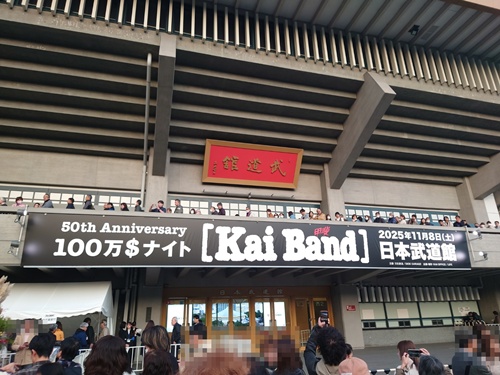 武道館
50th Anniversary
100万$ナイト
[Kai Band]
甲斐
2025年11月8日(土)
日本武道館